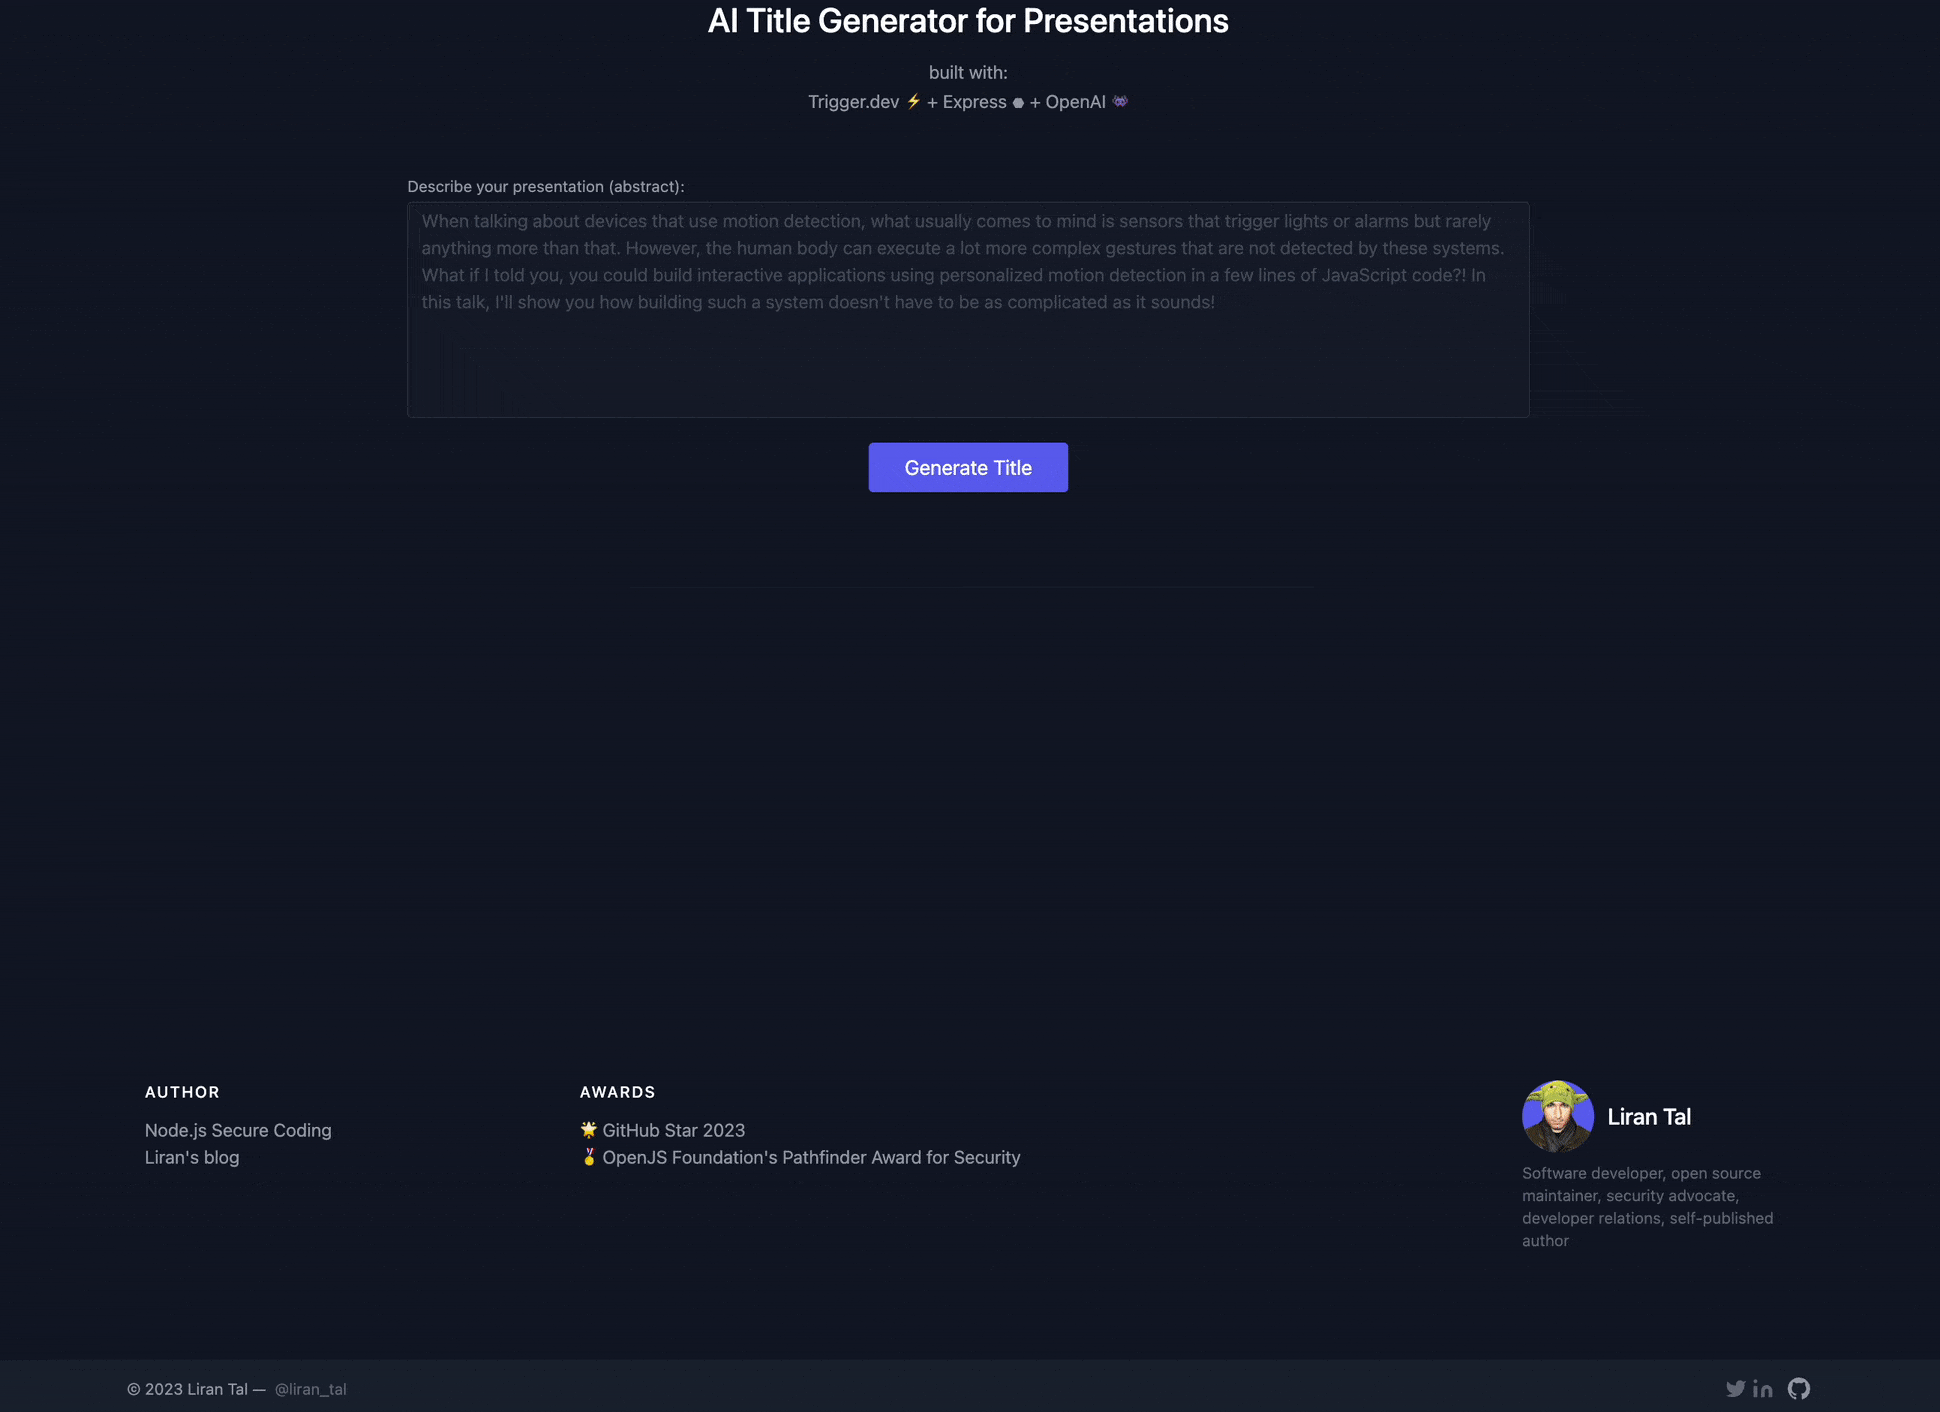 AI Title Generator for Presentations
built with:
Trigger.dev ⚡ + Express ⬢ + OpenAI 👾
Describe your presentation (abstract):
When talking about devices that use motion detection, what usually comes to mind is sensors that trigger lights or alarms but rarely
anything more than that. However, the human body can execute a lot more complex gestures that are not detected by these systems.
What if I told you, you could build interactive applications using personalized motion detection in a few lines of JavaScript code?! In
this talk, I'll show you how building such a system doesn't have to be as complicated as it sounds!
Generate Title
AUTHOR
Node.js Secure Coding
Liran's blog
AWARDS
🌟 GitHub Star 2023
🏅 OpenJS Foundation's Pathfinder Award for Security
Liran Tal
Software developer, open source
maintainer, security advocate,
developer relations, self-published
author
© 2023 Liran Tal — @liran_tal